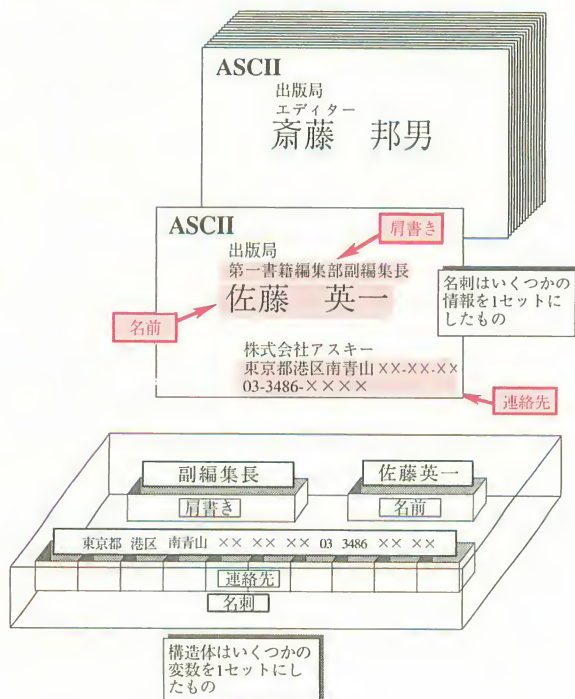 ASCII
出版局
エディター
斎藤 邦男
ASCII
肩書き
出版局
第一書籍編集部副編集長
佐藤 英一
名前
名刺はいくつかの
情報を1セットに
したもの
株式会社アスキー
東京都港区南青山××-××-××
03-3486-××××
連絡先
副編集長
佐藤英一
肩書き
名前
東京都 港区 南青山 ×× ×× ×× 03 3486 ×× ××
連絡先
名刺
構造体はいくつかの
変数を1セットにし
たもの